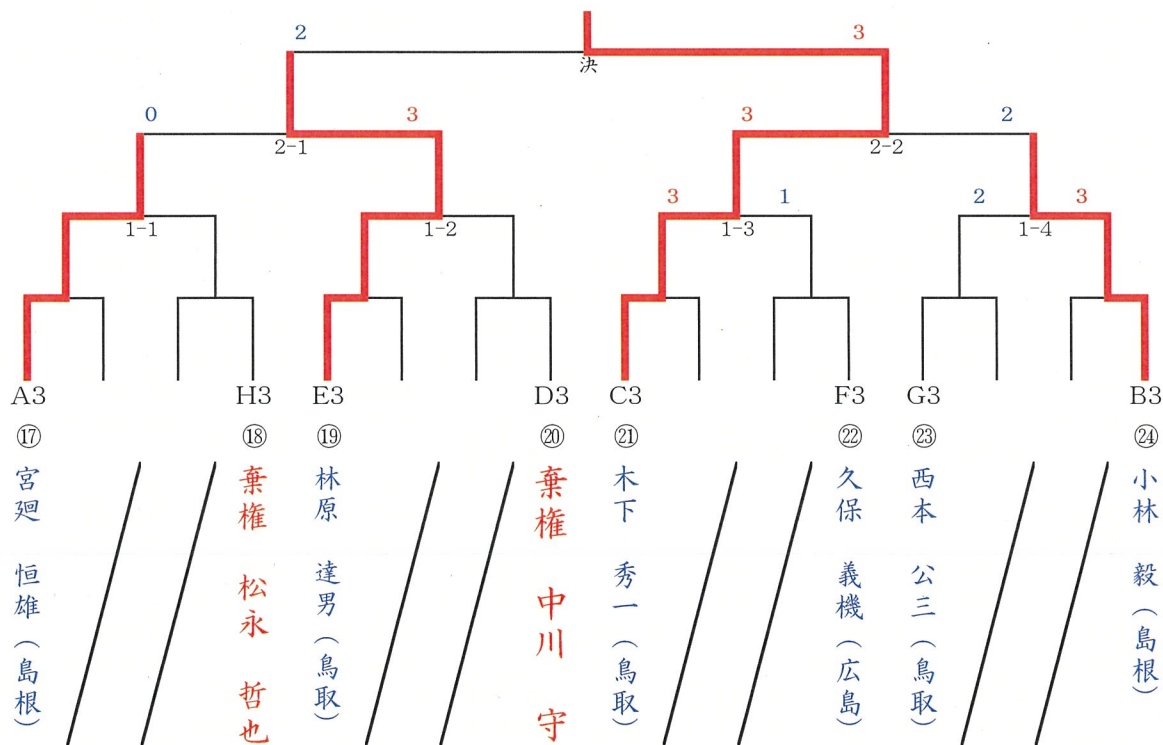 2 3
決
0 3 3 2
2-1 2-2
3 1 2 3
1-1 1-2 1-3 1-4
A3 H3 E3 D3 C3 F3 G3 B3
⑰ ⑱ ⑲ ⑳ ㉑ ㉒ ㉓ ㉔
宮廻 恒雄(島根)
棄権 松永 哲也
林原 達男(鳥取)
棄権 中川 守
木下 秀一(鳥取)
久保 義機(広島)
西本 公三(鳥取)
小林 毅(島根)